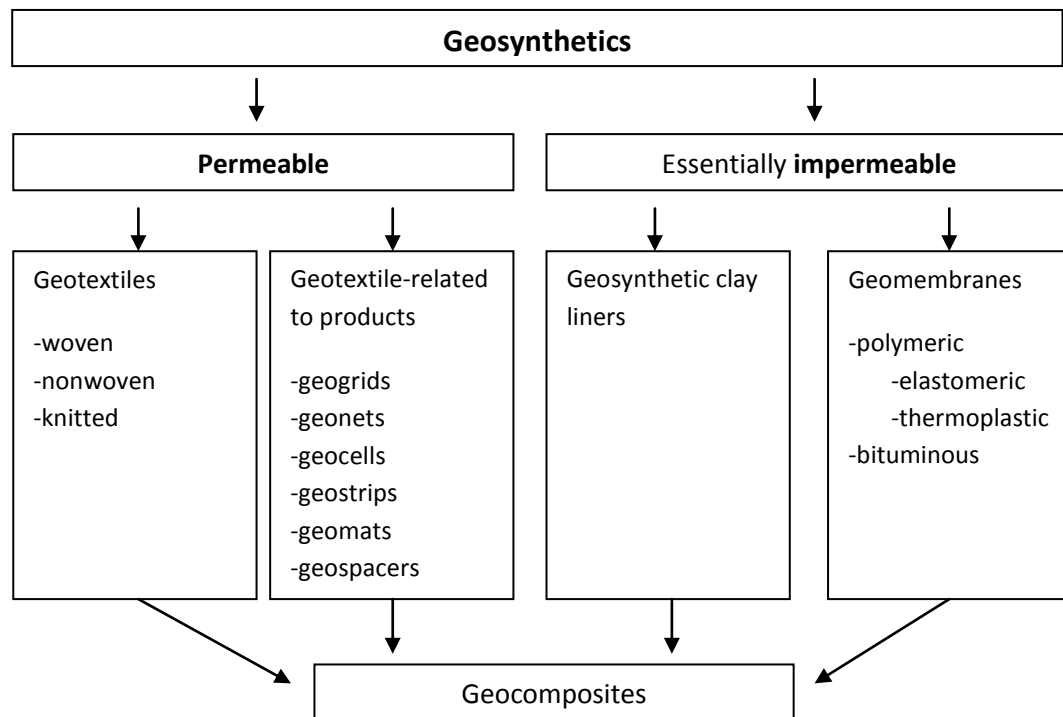 Geosynthetics
Permeable
Essentially impermeable
Geotextiles
-woven
-nonwoven
-knitted
Geotextile-related
to products
-geogrids
-geonets
-geocells
-geostrips
-geomats
-geospacers
Geosynthetic clay
liners
Geomembranes
-polymeric
-elastomeric
-thermoplastic
-bituminous
Geocomposites